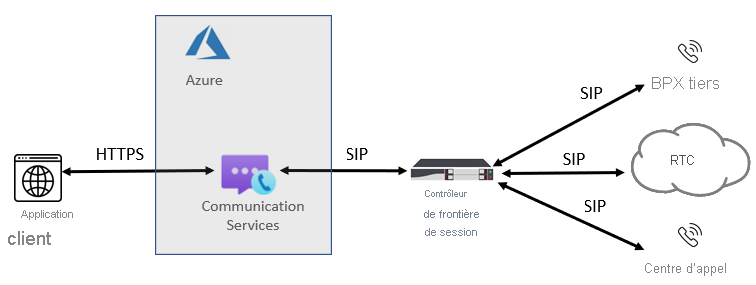 Azure
HTTPS
Communication
Services
Application
client
SIP
Contrôleur
de frontière
de session
SIP
BPX tiers
SIP
RTC
SIP
Centre d'appel